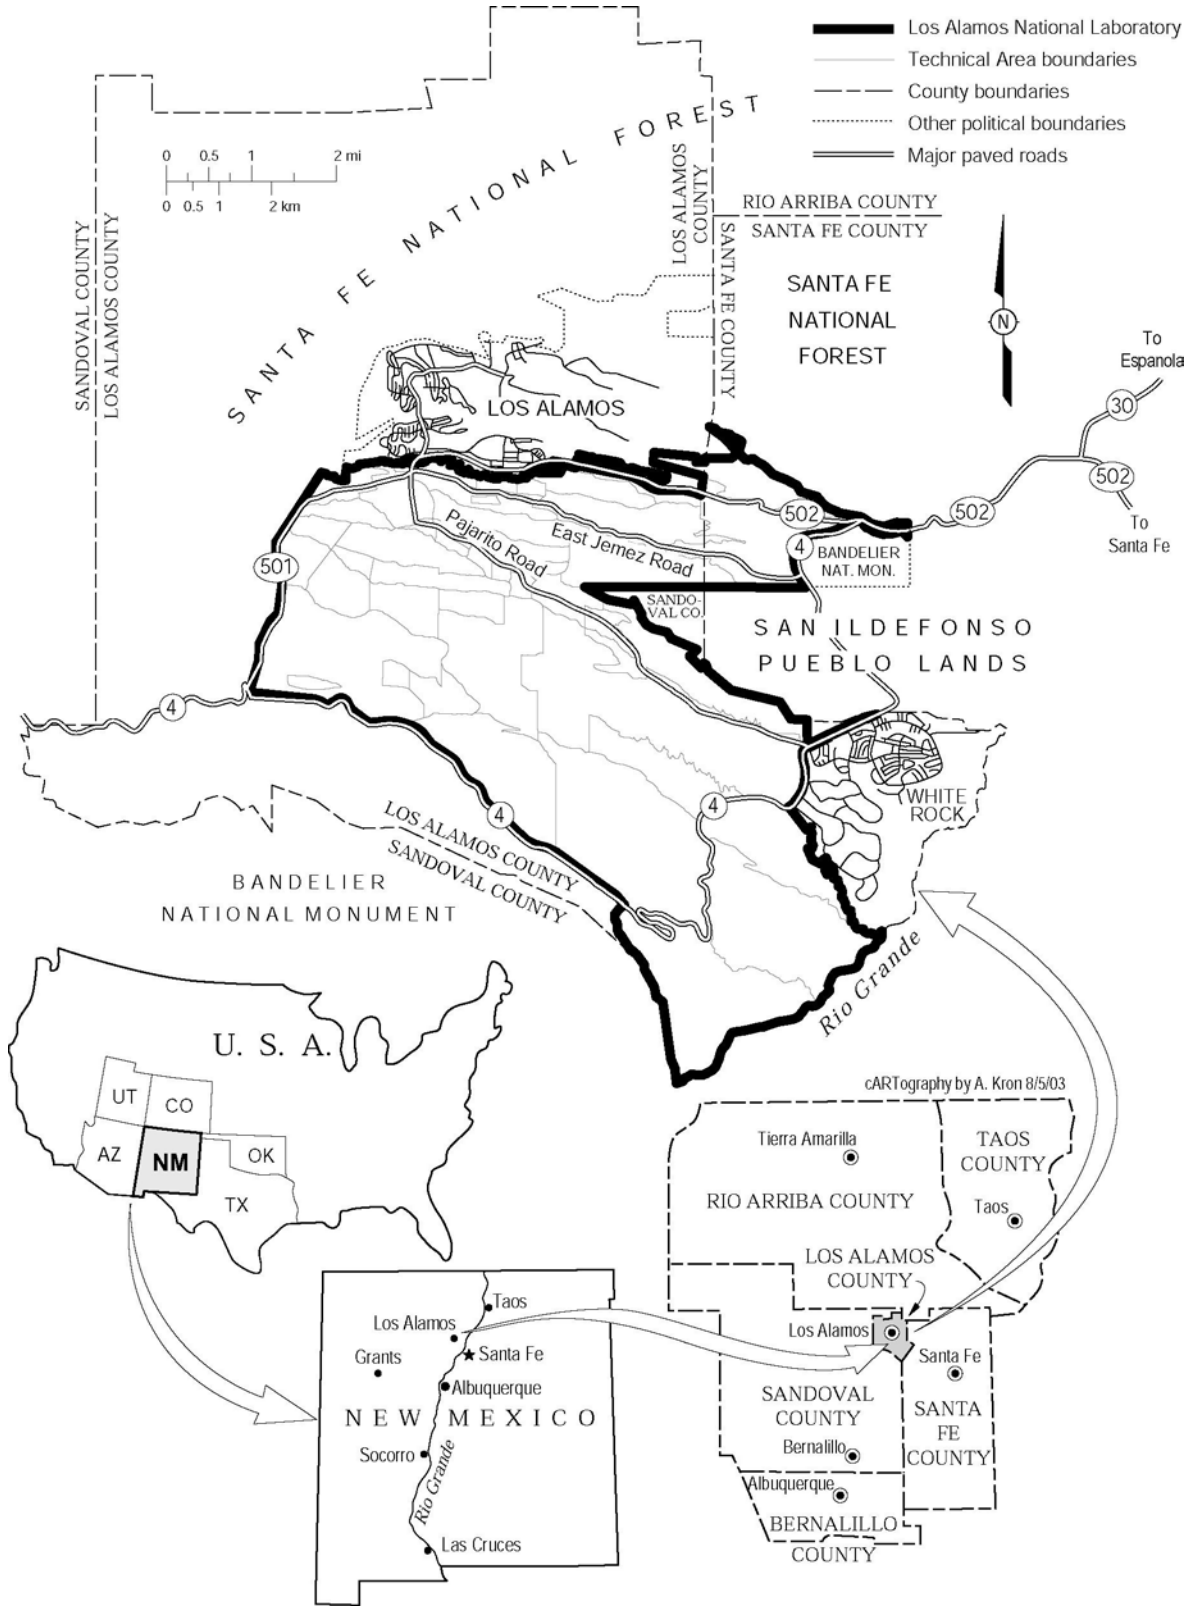 Los Alamos National Laboratory
Technical Area boundaries
County boundaries
Other political boundaries
Major paved roads
0 0.5 1 2 mi
0 0.5 1 2 km
SANTA FE NATIONAL FOREST
SANDOVAL COUNTY
LOS ALAMOS COUNTY
LOS ALAMOS
COUNTY
SANTA FE COUNTY
RIO ARRIBA COUNTY
SANTA FE COUNTY
SANTA FE
NATIONAL
FOREST
N
To
Espanola
30
502
To
Santa Fe
502
502
LOS ALAMOS
501
Pajarito Road
East Jemez Road
4
BANDELIER
NAT. MON.
SANDO-
VAL CO.
SAN ILDEFONSO
PUEBLO LANDS
4
4
4
WHITE
ROCK
LOS ALAMOS COUNTY
SANDOVAL COUNTY
BANDELIER
NATIONAL MONUMENT
Rio Grande
U. S. A.
UT
CO
AZ
NM
OK
TX
cARTography by A. Kron 8/5/03
Taos
Los Alamos
Santa Fe
Grants
Albuquerque
NEW MEXICO
Socorro
Rio Grande
Las Cruces
Tierra Amarilla
TAOS
COUNTY
RIO ARRIBA COUNTY
Taos
LOS ALAMOS
COUNTY
Los Alamos
Santa Fe
SANDOVAL
COUNTY
SANTA
FE
COUNTY
Bernalillo
Albuquerque
BERNALILLO
COUNTY